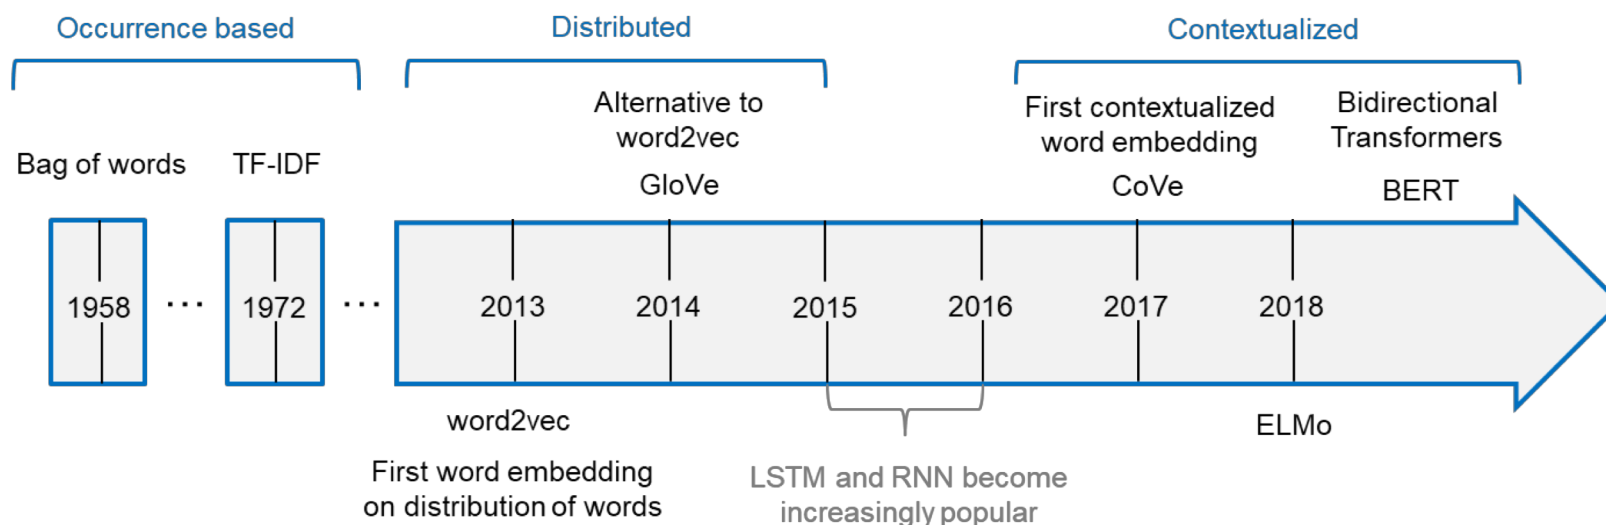 Occurrence based
Distributed
Contextualized
Alternative to
word2vec
First contextualized
word embedding
Bidirectional
Transformers
Bag of words
TF-IDF
GloVe
CoVe
BERT
1958
...
1972
...
2013
2014
2015
2016
2017
2018
word2vec
ELMo
First word embedding
on distribution of words
LSTM and RNN become
increasingly popular